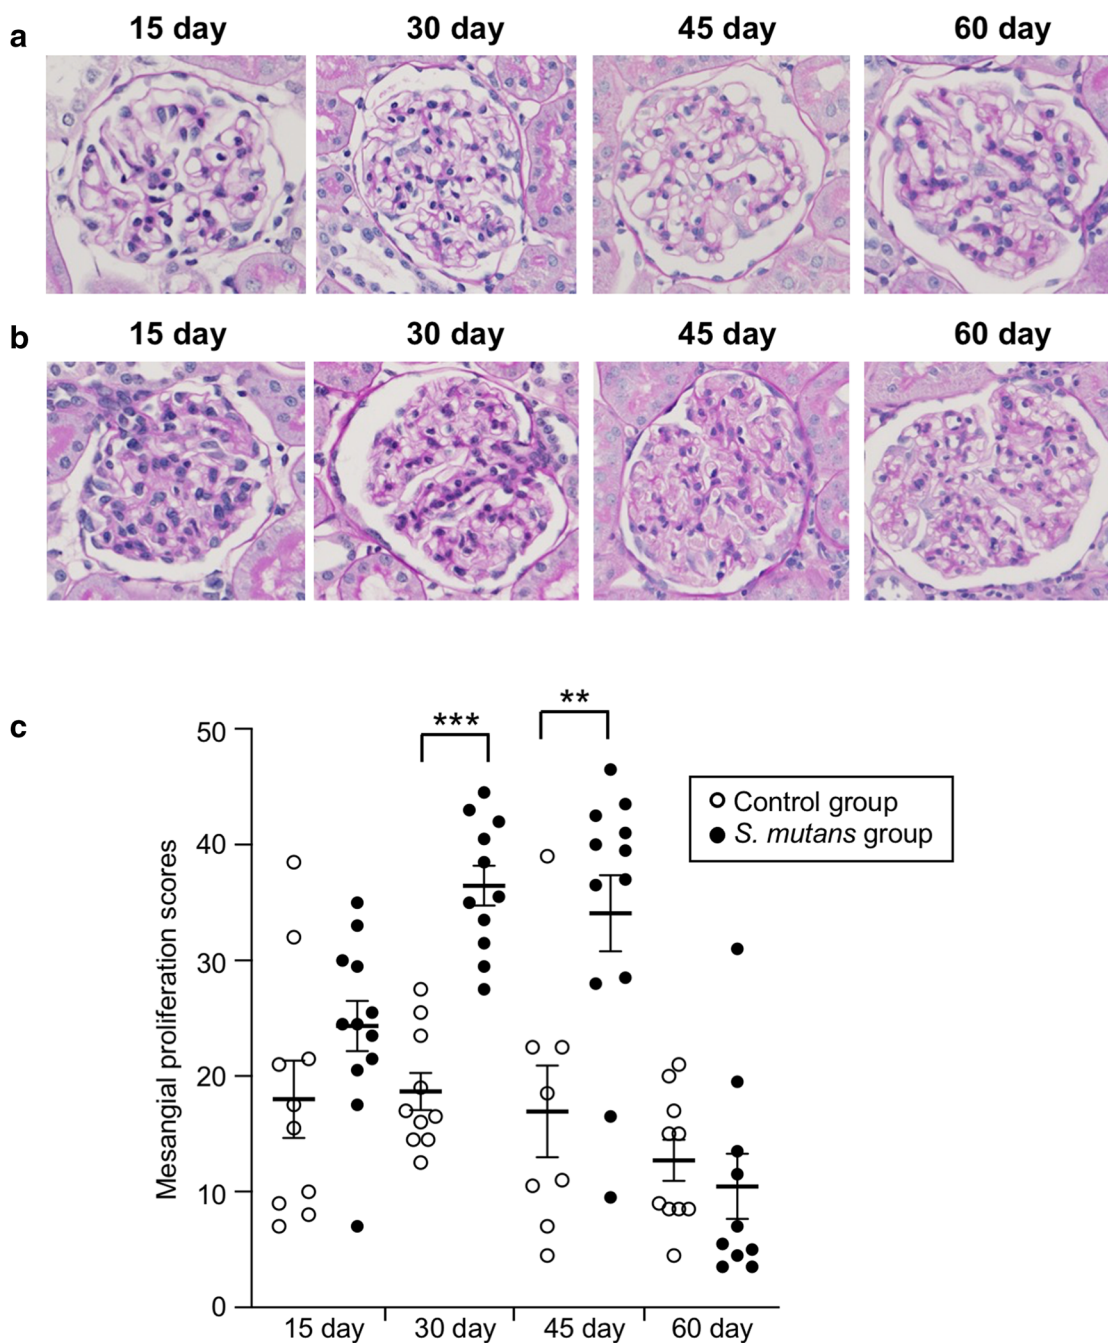 a
15 day 30 day 45 day 60 day
b
15 day 30 day 45 day 60 day
c
*** **
50
40
30
20
10
0
Mesangial proliferation scores
Control group
S. mutans group
15 day 30 day 45 day 60 day